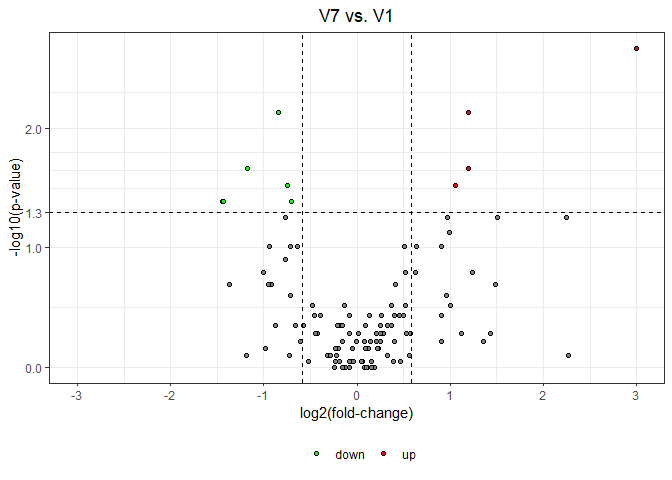 V7 vs. V1
-log10(p-value)
2.0
1.3
1.0
0.0
-3 -2 -1 0 1 2 3
log2(fold-change)
down up